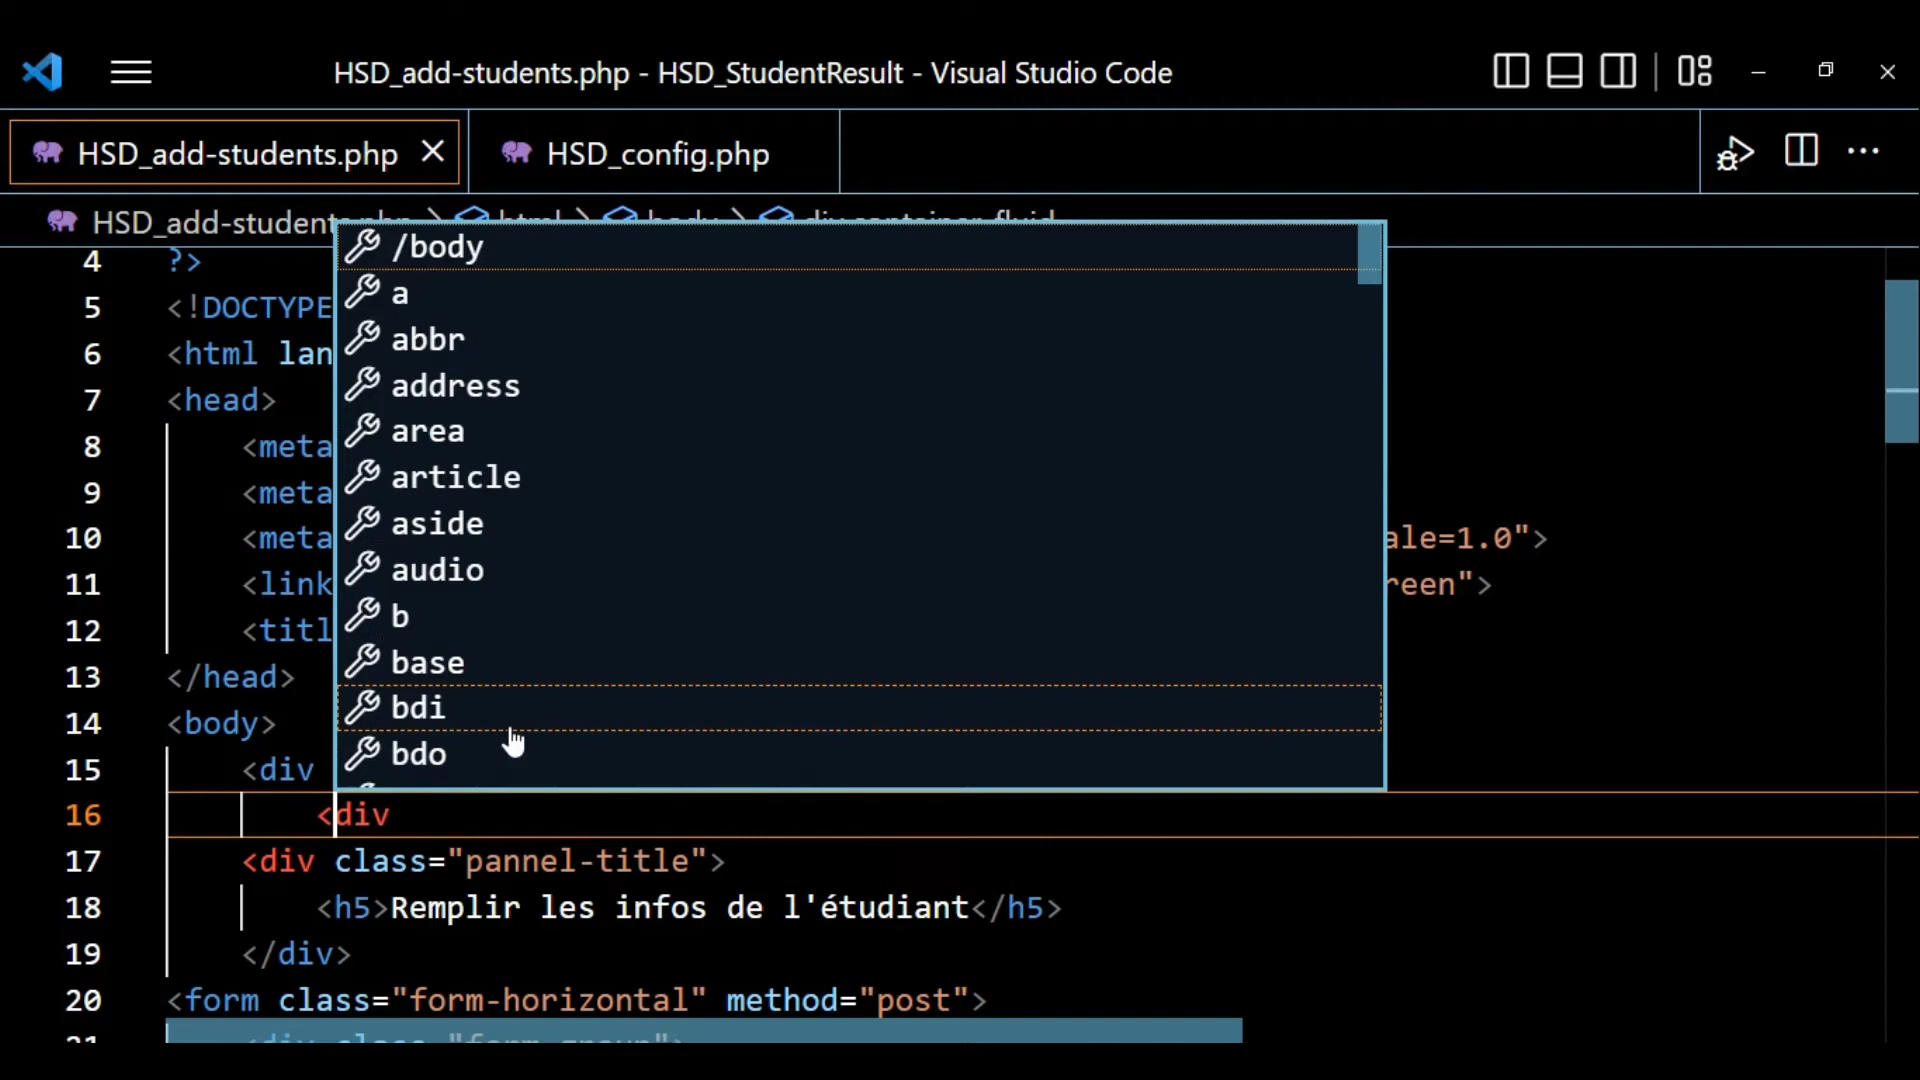 HSD_add-students.php - HSD_StudentResult - Visual Studio Code
HSD_add-students.php HSD_config.php
HSD_add-student
/body
4 ?>
a
5 <!DOCTYPE
abbr
6 <html lan
address
7 <head>
area
8 <meta
article
9 <meta
aside
10 <meta ale=1.0">
audio
11 <link reen">
b
12 <titl
base
13 </head>
bdi
14 <body>
bdo
15 <div
16 <div
17 <div class="pannel-title">
18 <h5>Remplir les infos de l'étudiant</h5>
19 </div>
20 <form class="form-horizontal" method="post">